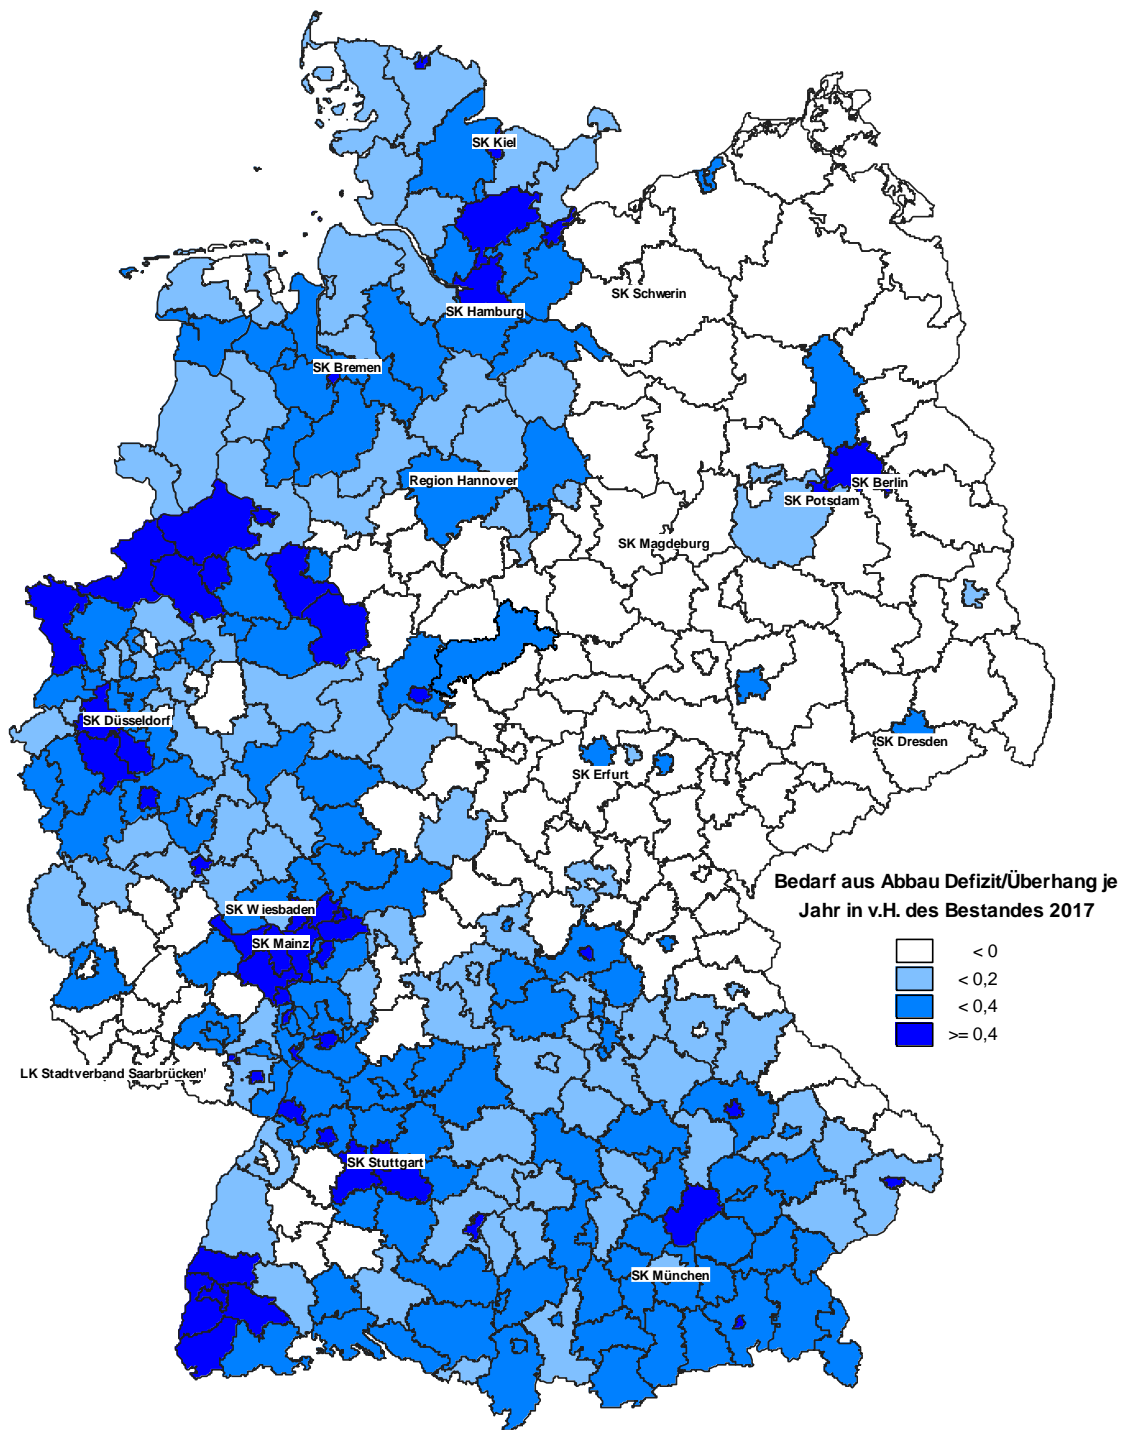 SK Kiel
SK Schwerin
SK Hamburg
SK Bremen
Region Hannover
SK Berlin
SK Potsdam
SK Magdeburg
SK Düsseldorf
SK Dresden
SK Erfurt
Bedarf aus Abbau Defizit/Überhang je
Jahr in v.H. des Bestandes 2017
SK Wiesbaden
SK Mainz
< 0
< 0,2
< 0,4
>= 0,4
LK Stadtverband Saarbrücken
SK Stuttgart
SK München